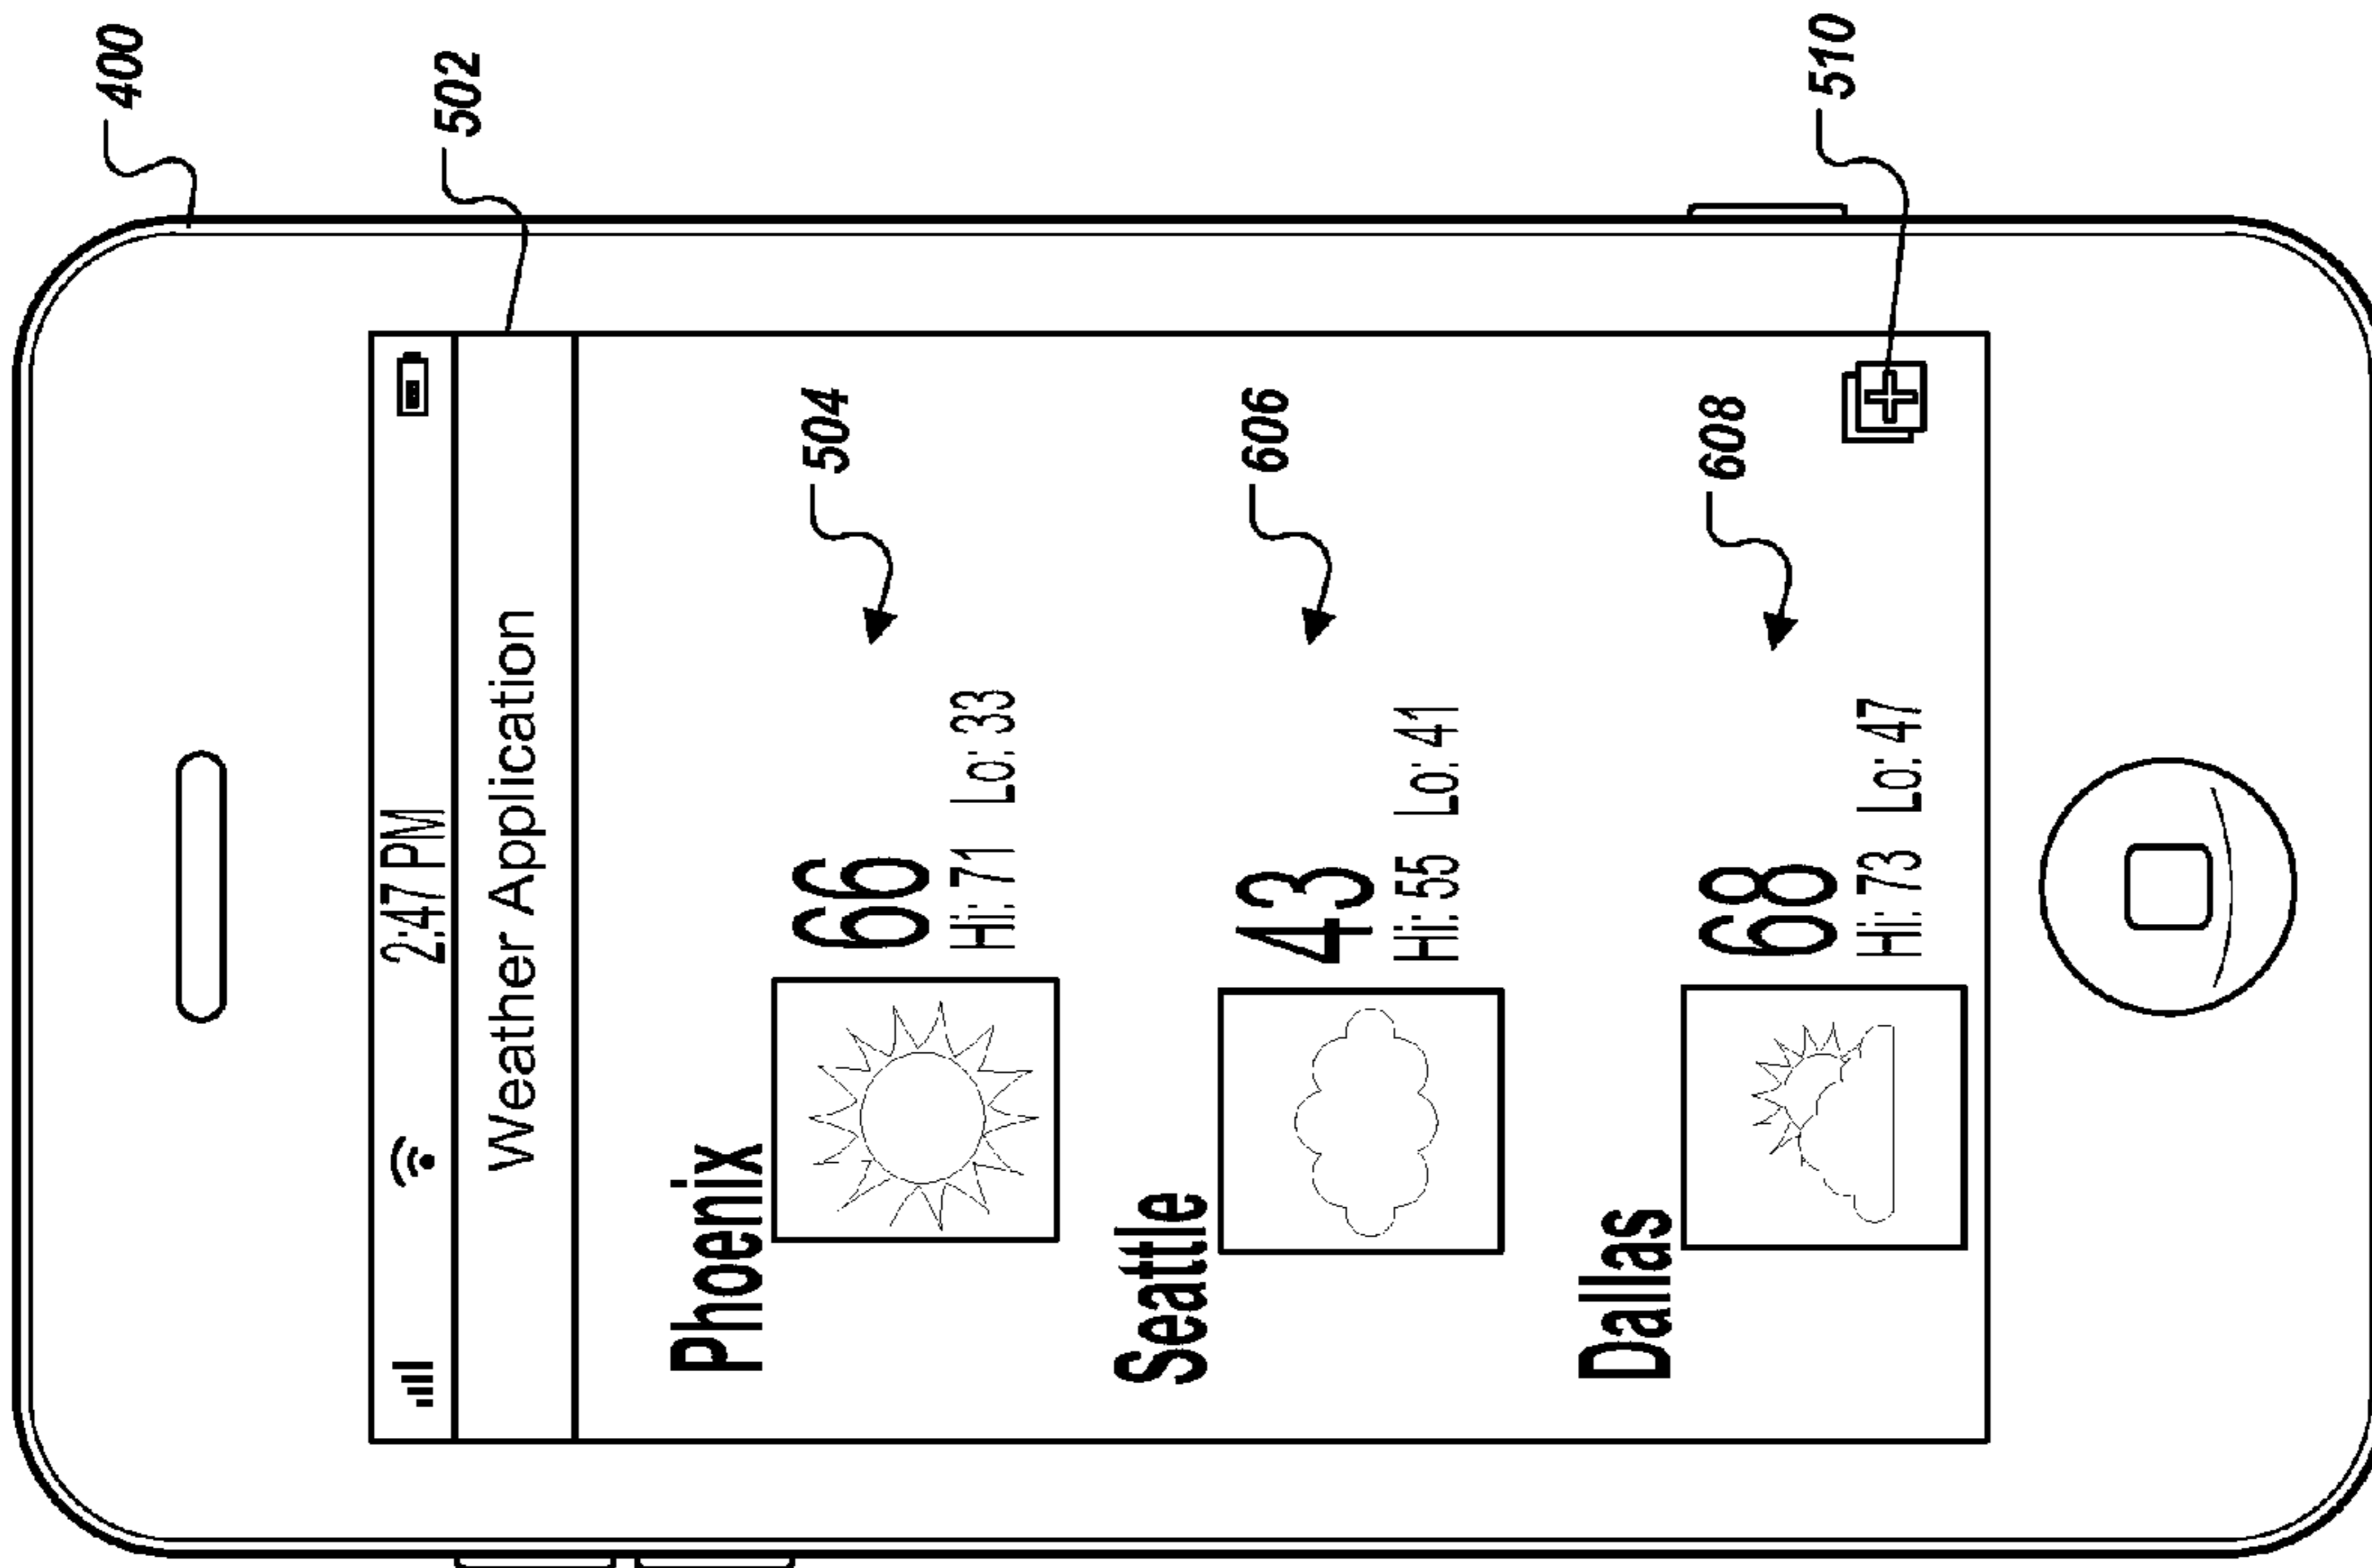 400
2:47 PM
502
Weather Application
Phoenix
504
66
Hi: 71 Lo: 33
Seattle
606
43
Hi: 55 Lo: 41
Dallas
608
68
Hi: 73 Lo: 47
510